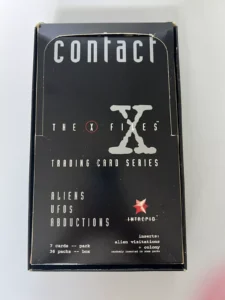 contact
THE X FILES™
X
TRADING CARD SERIES
ALIENS
UFOS
ABDUCTIONS
INTREPID
7 cards — pack
36 packs — box
inserts:
alien visitations
+ colony